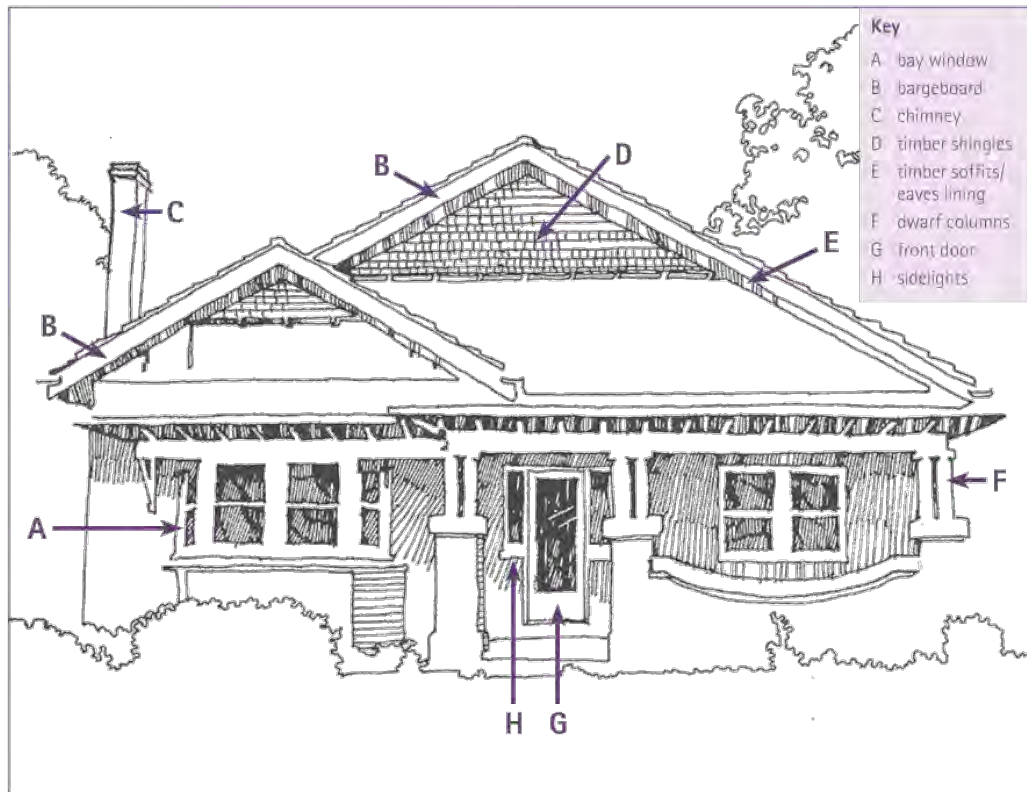 Key
A bay window
B bargeboard
C chimney
D timber shingles
E timber soffits/
eaves lining
F dwarf columns
G front door
H sidelights
B
D
C
E
B
F
A
H G